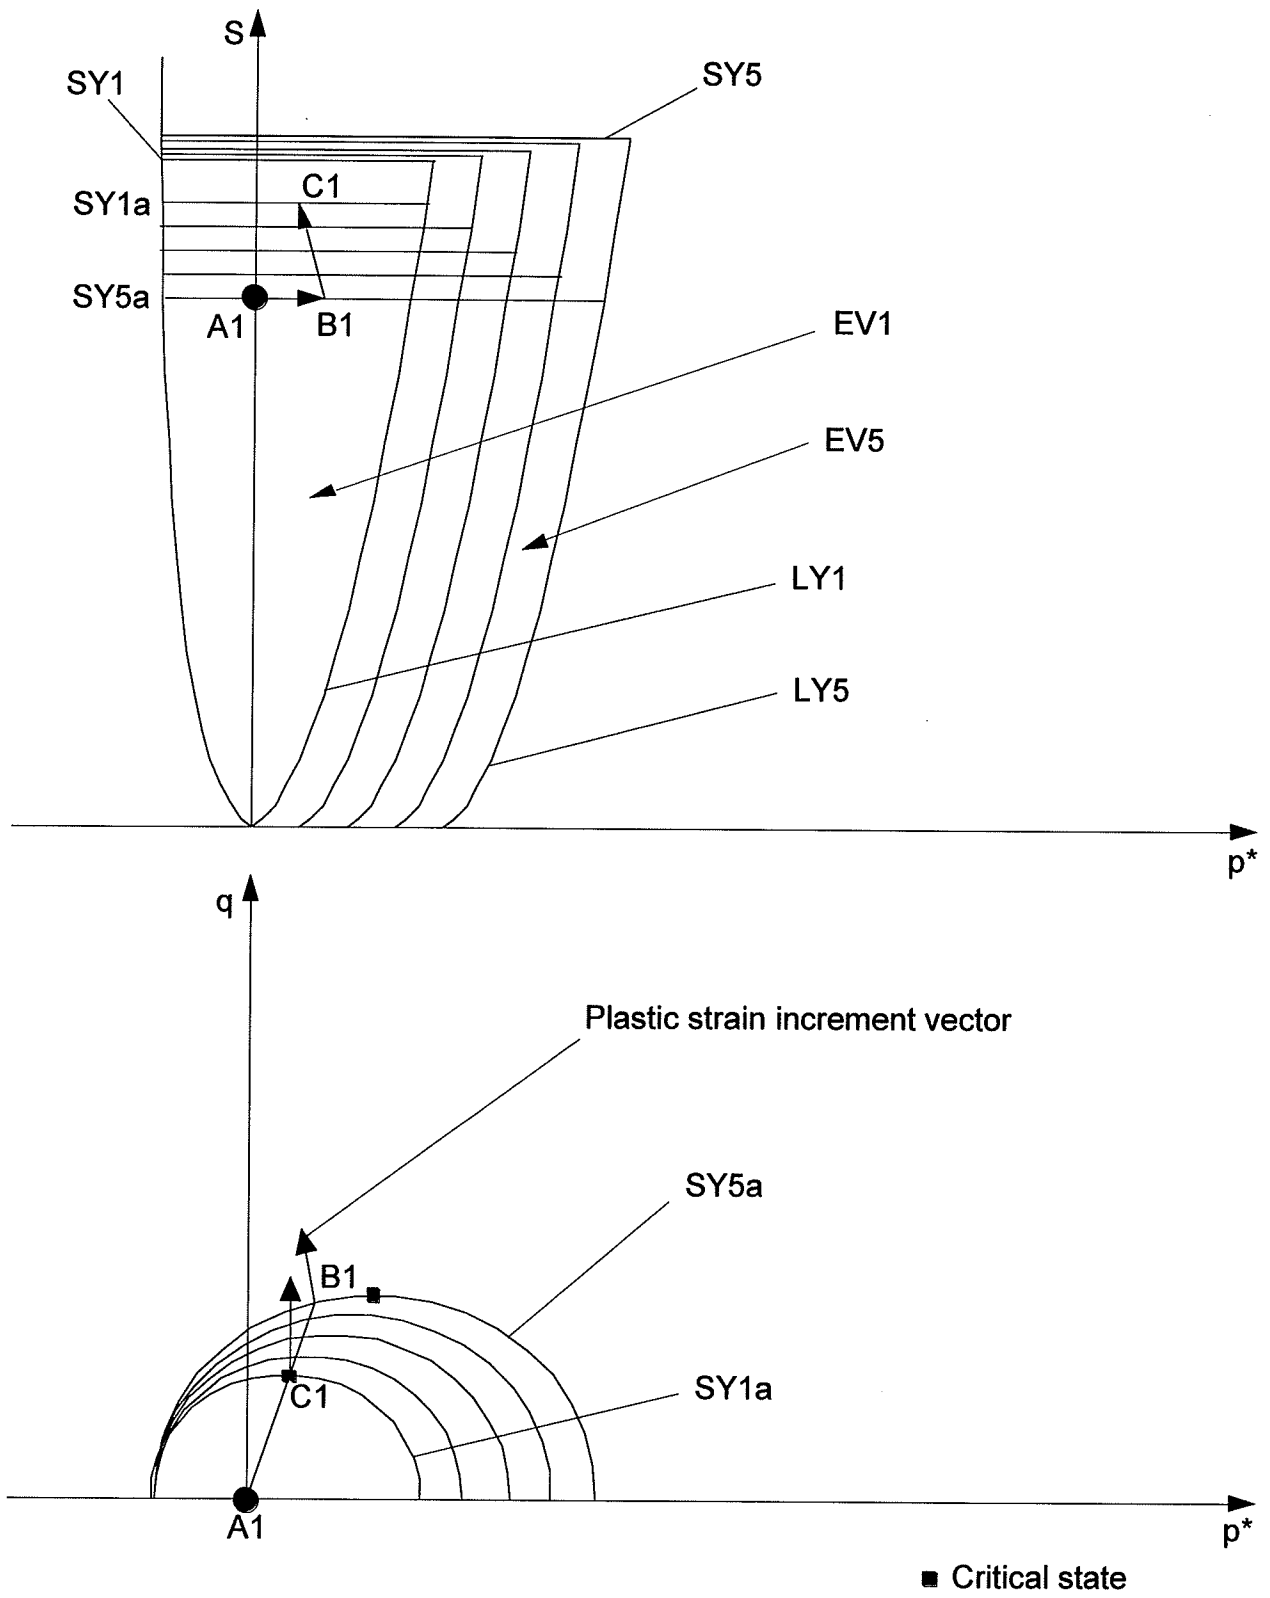 S
SY1
SY5
C1
SY1a
SY5a
A1
B1
EV1
EV5
LY1
LY5
p*
q
Plastic strain increment vector
SY5a
B1
SY1a
C1
A1
p*
Critical state